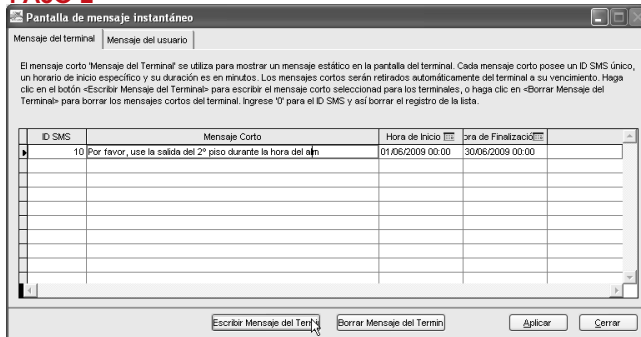 PASO 2
Pantalla de mensaje instantáneo
Mensaje del terminal Mensaje del usuario
El mensaje corto 'Mensaje del Terminal' se utiliza para mostrar un mensaje estático en la pantalla del terminal. Cada mensaje corto posee un ID SMS único,
un horario de inicio específico y su duración es en minutos. Los mensajes cortos serán retirados automáticamente del terminal a su vencimiento. Haga
clic en el botón <Escribir Mensaje del Terminal> para escribir el mensaje corto seleccionad para los terminales, o haga clic en <Borrar Mensaje del
Terminal> para borrar los mensajes cortos del terminal. Ingrese '0' para el ID SMS y así borrar el registro de la lista.
ID SMS Mensaje Corto Hora de Inicio ora de Finalizació
10 Por favor, use la salida del 2º piso durante la hora del alm 01/06/2009 00:00 30/06/2009 00:00
Escribir Mensaje del Termi Borrar Mensaje del Termin Aplicar Cerrar